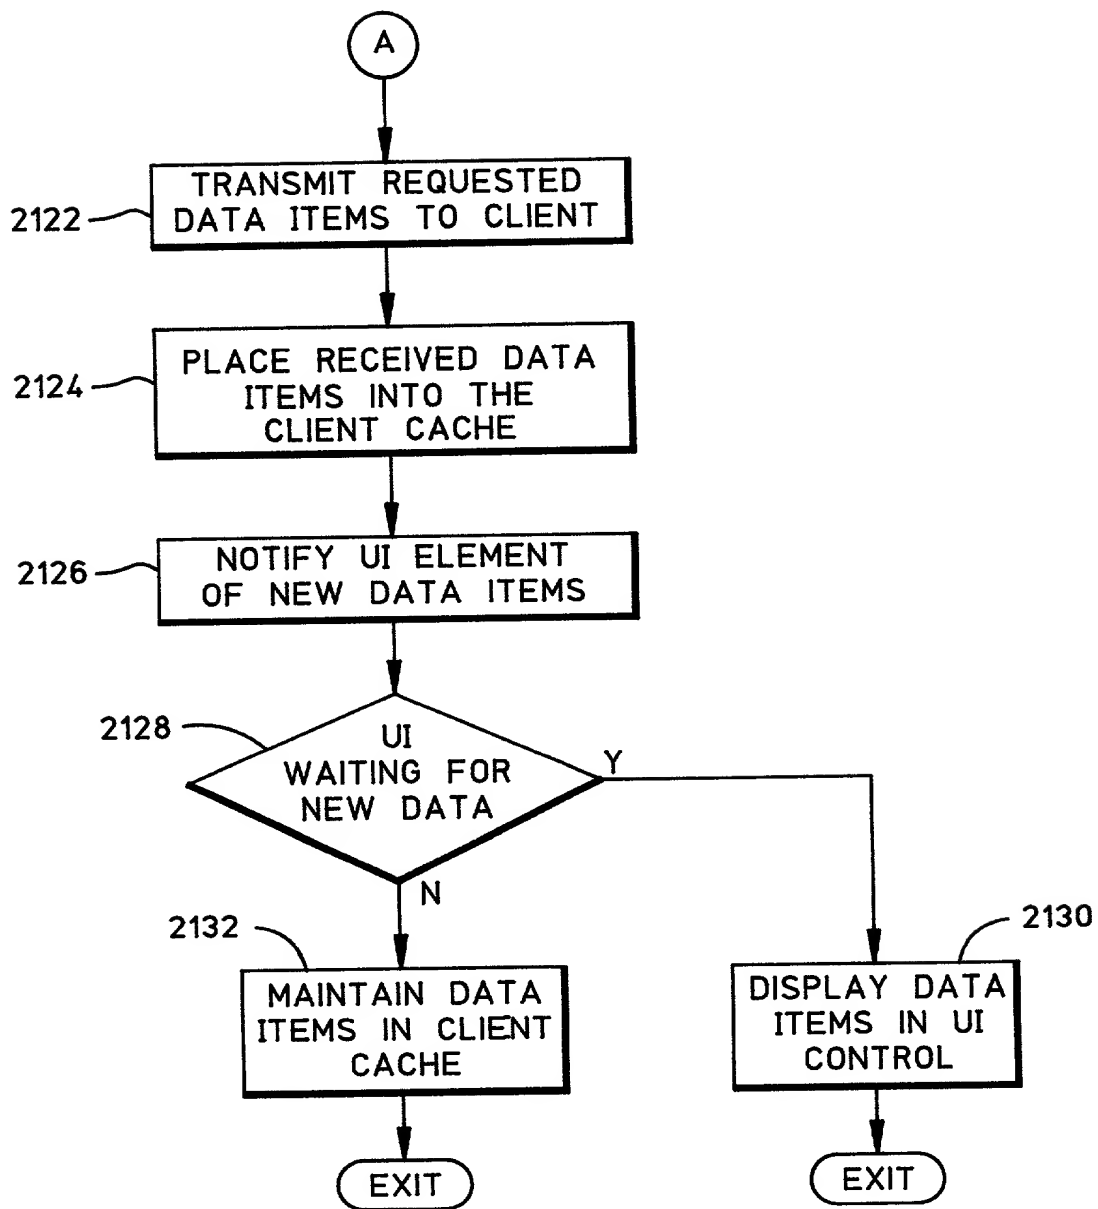 A
TRANSMIT REQUESTED
DATA ITEMS TO CLIENT
2122
PLACE RECEIVED DATA
ITEMS INTO THE
CLIENT CACHE
2124
NOTIFY UI ELEMENT
OF NEW DATA ITEMS
2126
2128
UI
WAITING FOR
NEW DATA
Y
N
2132
MAINTAIN DATA
ITEMS IN CLIENT
CACHE
EXIT
2130
DISPLAY DATA
ITEMS IN UI
CONTROL
EXIT